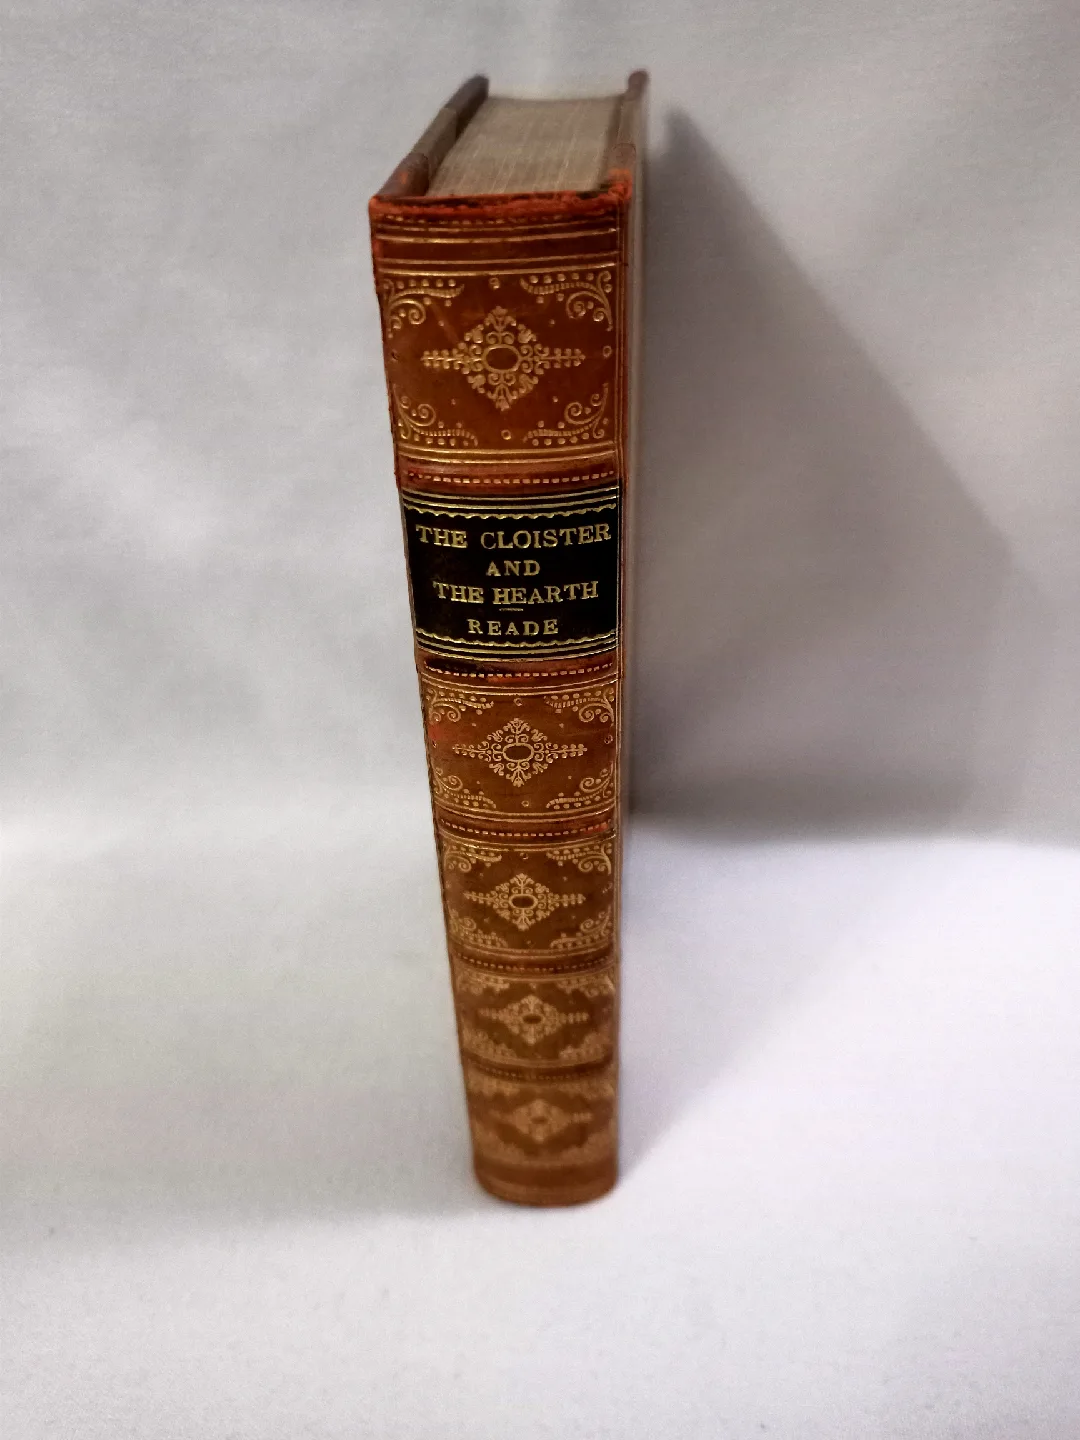 THE CLOISTER
AND
THE HEARTH
READE